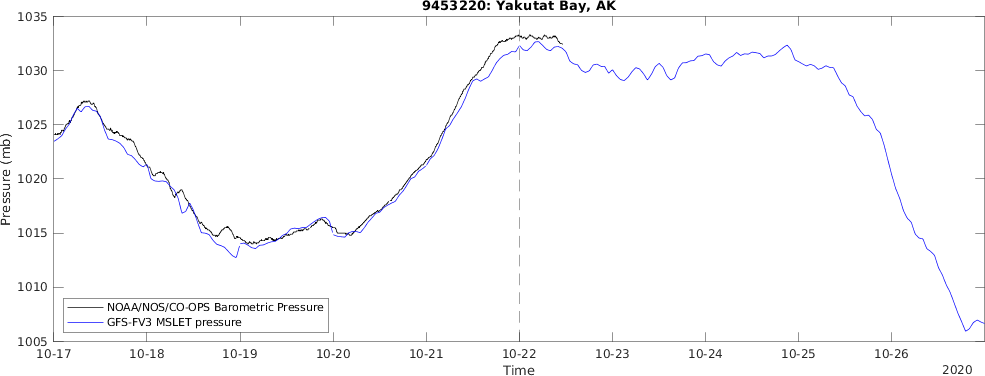 9453220: Yakutat Bay, AK
Pressure (mb)
1035
1030
1025
1020
1015
1010
1005
NOAA/NOS/CO-OPS Barometric Pressure
GFS-FV3 MSLET pressure
10-17 10-18 10-19 10-20 10-21 10-22 10-23 10-24 10-25 10-26
Time
2020